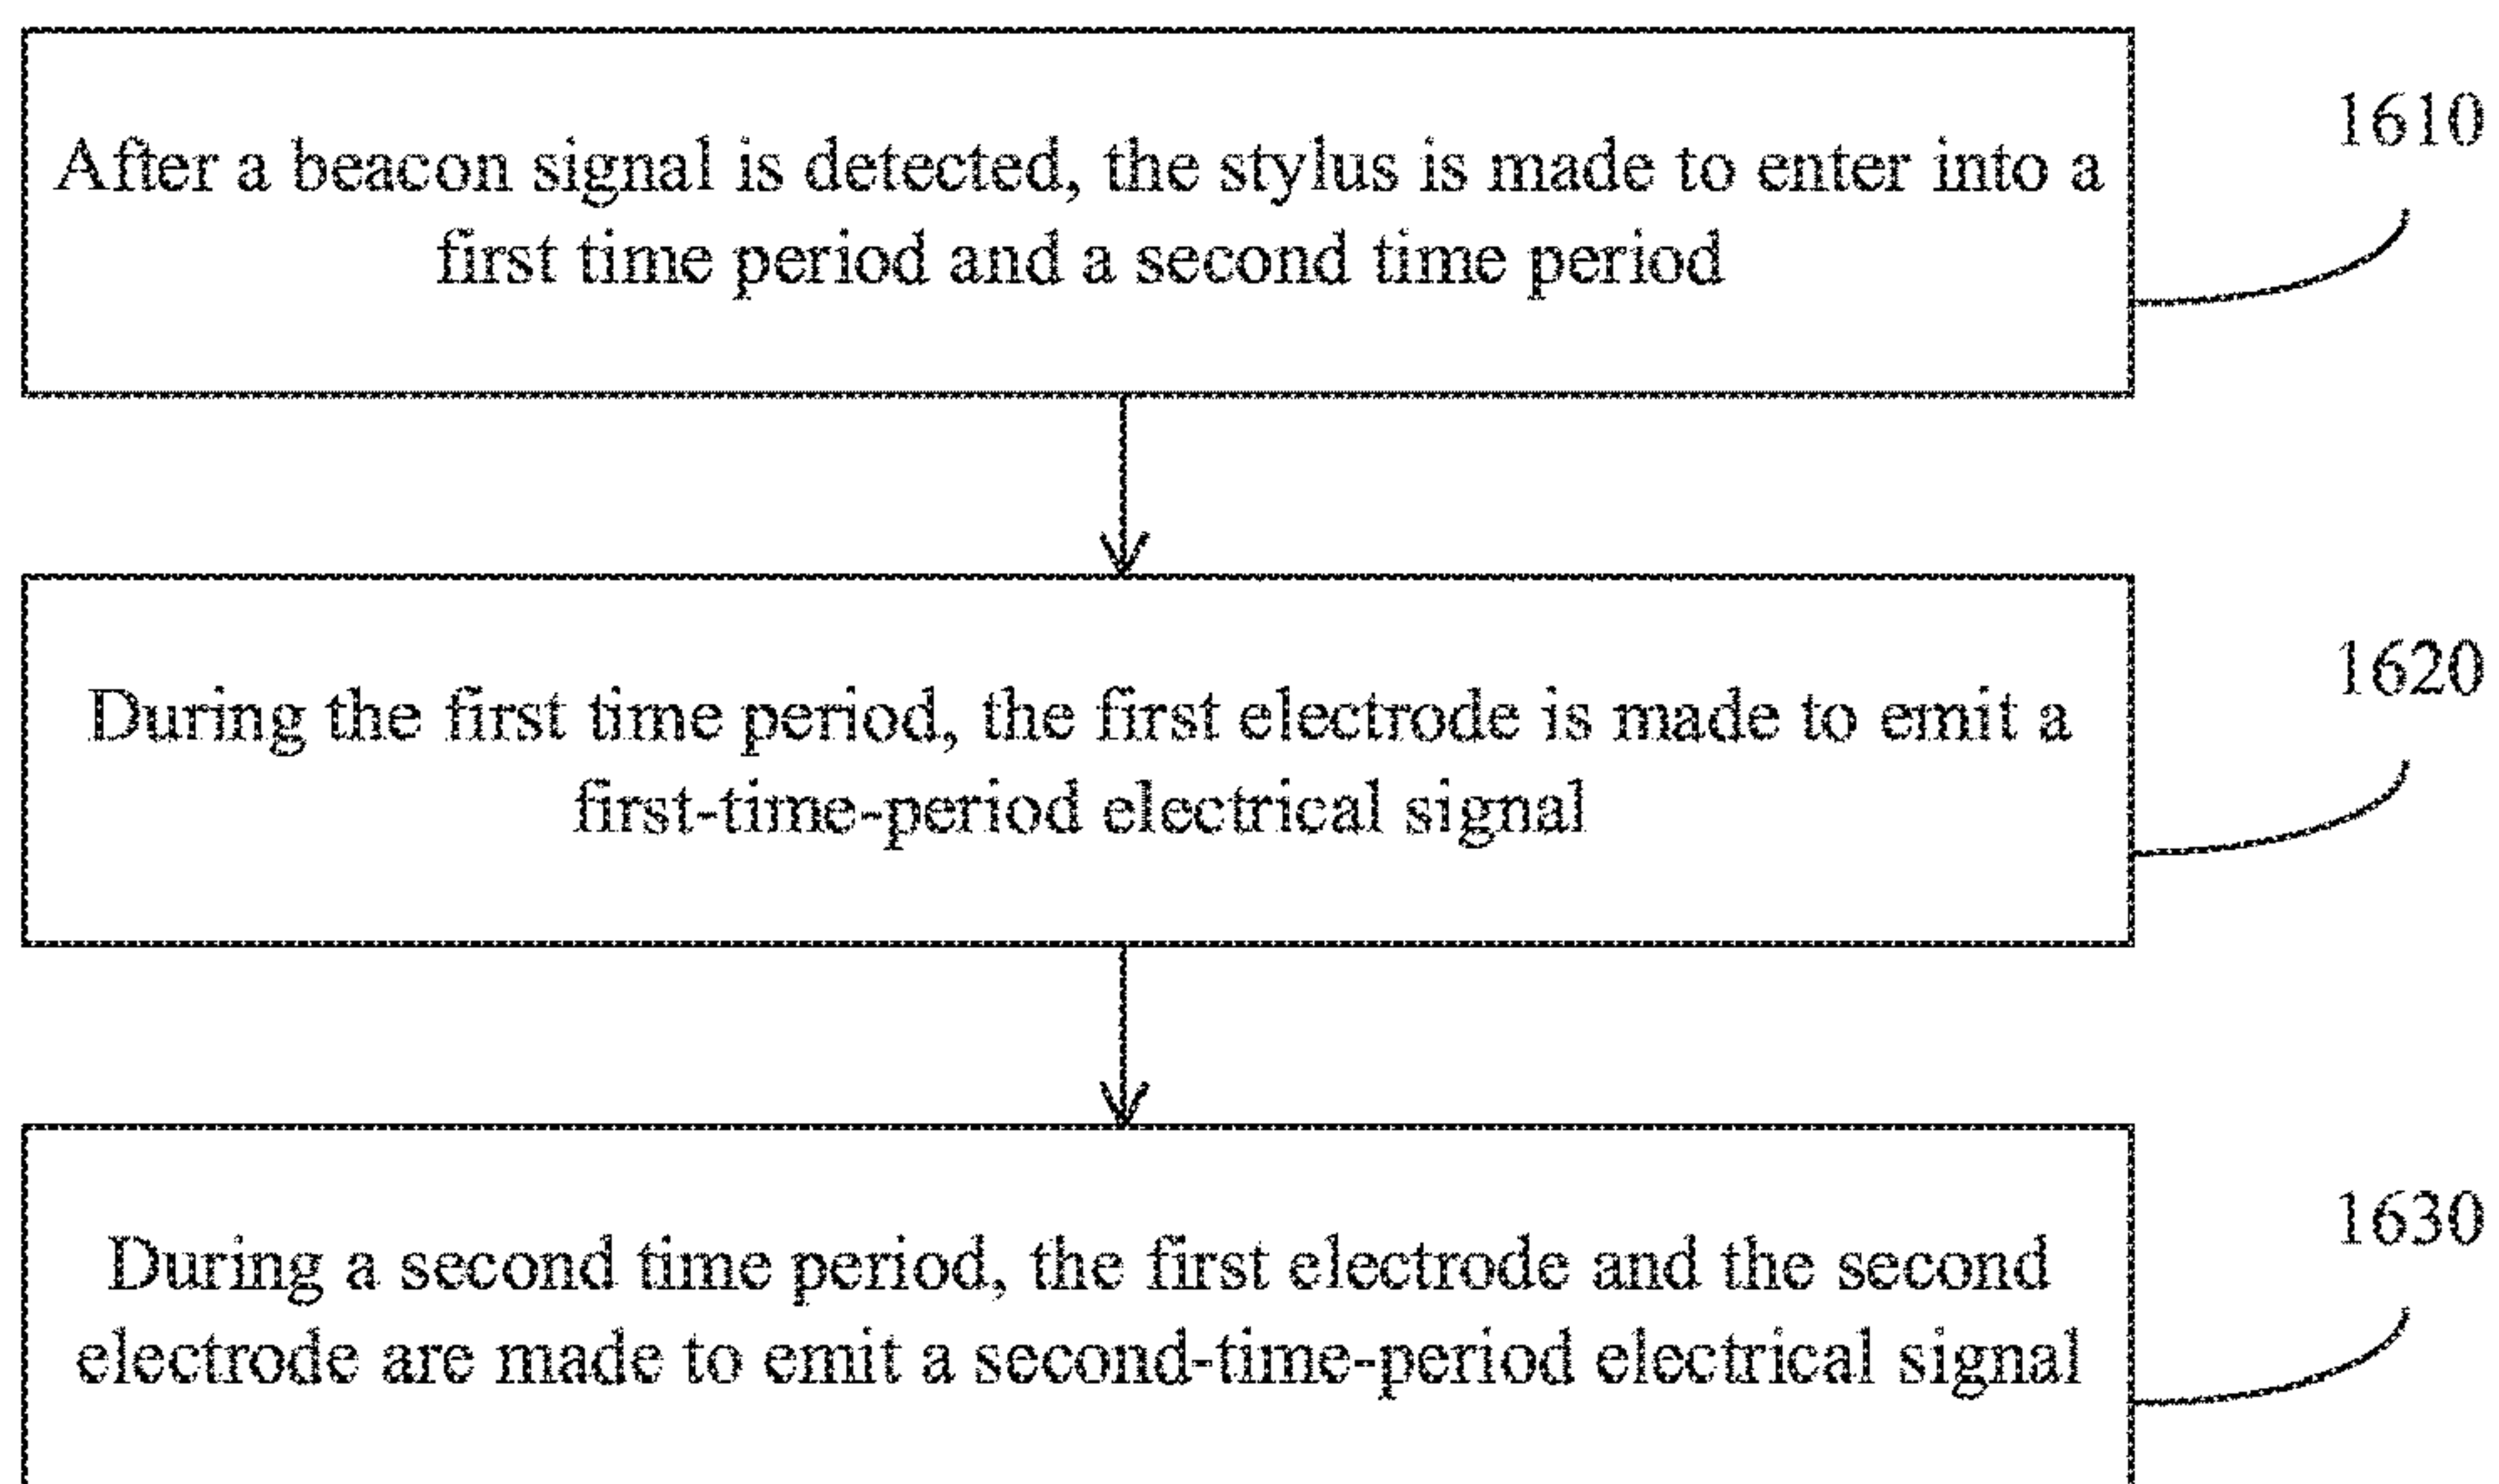 1610
After a beacon signal is detected, the stylus is made to enter into a
first time period and a second time period
1620
During the first time period, the first electrode is made to emit a
first-time-period electrical signal
1630
During a second time period, the first electrode and the second
electrode are made to emit a second-time-period electrical signal